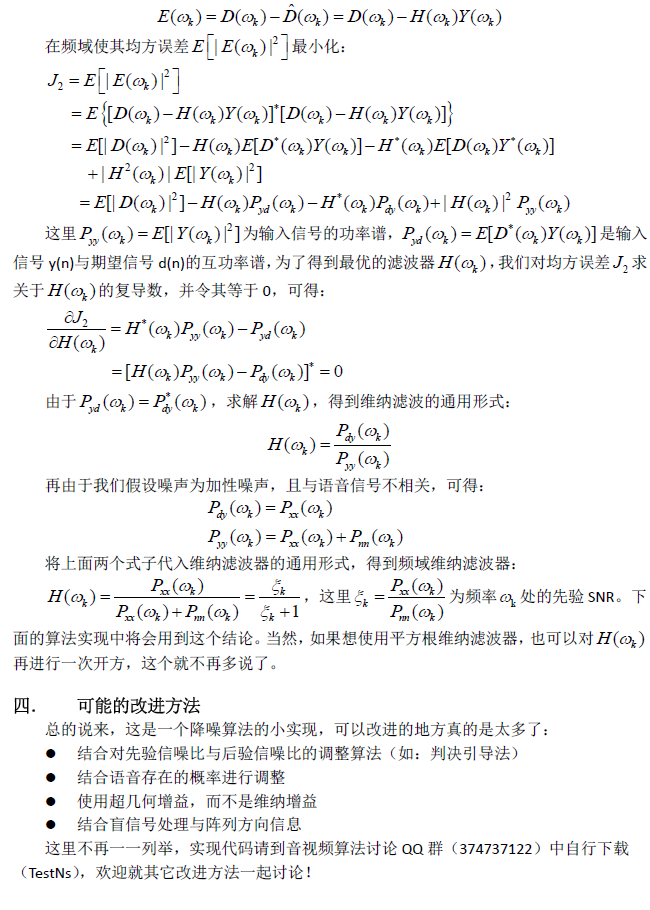 E(ω_k) = D(ω_k) − D̂(ω_k) = D(ω_k) − H(ω_k)Y(ω_k)
在频域使其均方误差E[|E(ω_k)|²]最小化：
J₂ = E[|E(ω_k)|²]
= E{[D(ω_k) − H(ω_k)Y(ω_k)]^*[D(ω_k) − H(ω_k)Y(ω_k)]}
= E[|D(ω_k)|²] − H(ω_k)E[D^*(ω_k)Y(ω_k)] − H^*(ω_k)E[D(ω_k)Y^*(ω_k)]
+ |H²(ω_k)|E[|Y(ω_k)|²]
= E[|D(ω_k)|²] − H(ω_k)P_yd(ω_k) − H^*(ω_k)P_dy(ω_k) + |H(ω_k)|² P_yy(ω_k)
这里P_yy(ω_k) = E[|Y(ω_k)|²]为输入信号的功率谱，P_yd(ω_k) = E[D^*(ω_k)Y(ω_k)]是输入
信号y(n)与期望信号d(n)的互功率谱，为了得到最优的滤波器H(ω_k)，我们对均方误差J₂求
关于H(ω_k)的复导数，并令其等于0，可得：
∂J₂/∂H(ω_k) = H^*(ω_k)P_yy(ω_k) − P_yd(ω_k)
= [H(ω_k)P_yy(ω_k) − P_dy(ω_k)]^* = 0
由于P_yd(ω_k) = P_dy^*(ω_k)，求解H(ω_k)，得到维纳滤波的通用形式：
H(ω_k) = P_dy(ω_k)/P_yy(ω_k)
再由于我们假设噪声为加性噪声，且与语音信号不相关，可得：
P_dy(ω_k) = P_xx(ω_k)
P_yy(ω_k) = P_xx(ω_k) + P_nn(ω_k)
将上面两个式子代入维纳滤波器的通用形式，得到频域维纳滤波器：
H(ω_k) = P_xx(ω_k)/(P_xx(ω_k) + P_nn(ω_k)) = ξ_k/(ξ_k + 1)，这里ξ_k = P_xx(ω_k)/P_nn(ω_k)为频率ω_k处的先验SNR。下
面的算法实现中将会用到这个结论。当然，如果想使用平方根维纳滤波器，也可以对H(ω_k)
再进行一次开方，这个就不再多说了。
四. 可能的改进方法
总的说来，这是一个降噪算法的小实现，可以改进的地方真的是太多了：
● 结合对先验信噪比与后验信噪比的调整算法（如：判决引导法）
● 结合语音存在的概率进行调整
● 使用超几何增益，而不是维纳增益
● 结合盲信号处理与阵列方向信息
这里不再一一列举，实现代码请到音视频算法讨论QQ群（374737122）中自行下载
（TestNs），欢迎就其它改进方法一起讨论！